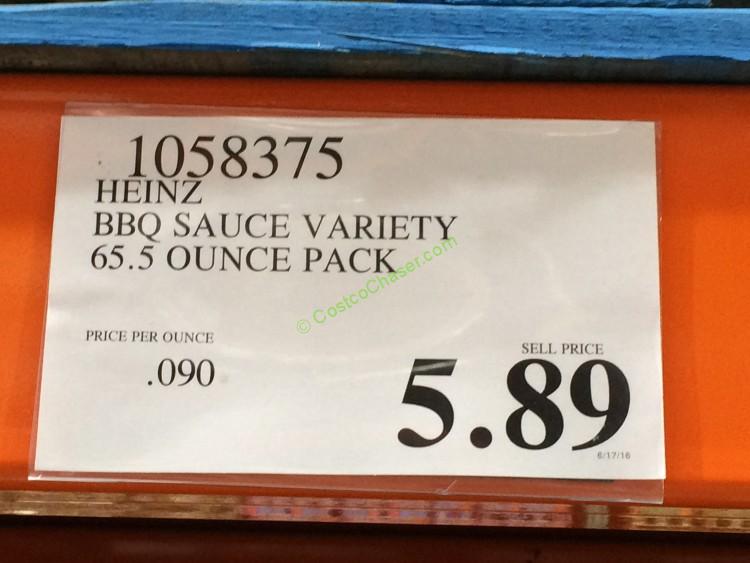 1058375
HEINZ
BBQ SAUCE VARIETY
65.5 OUNCE PACK
© CostcoChaser.com
PRICE PER OUNCE
.090
SELL PRICE
5.89
6/17/16